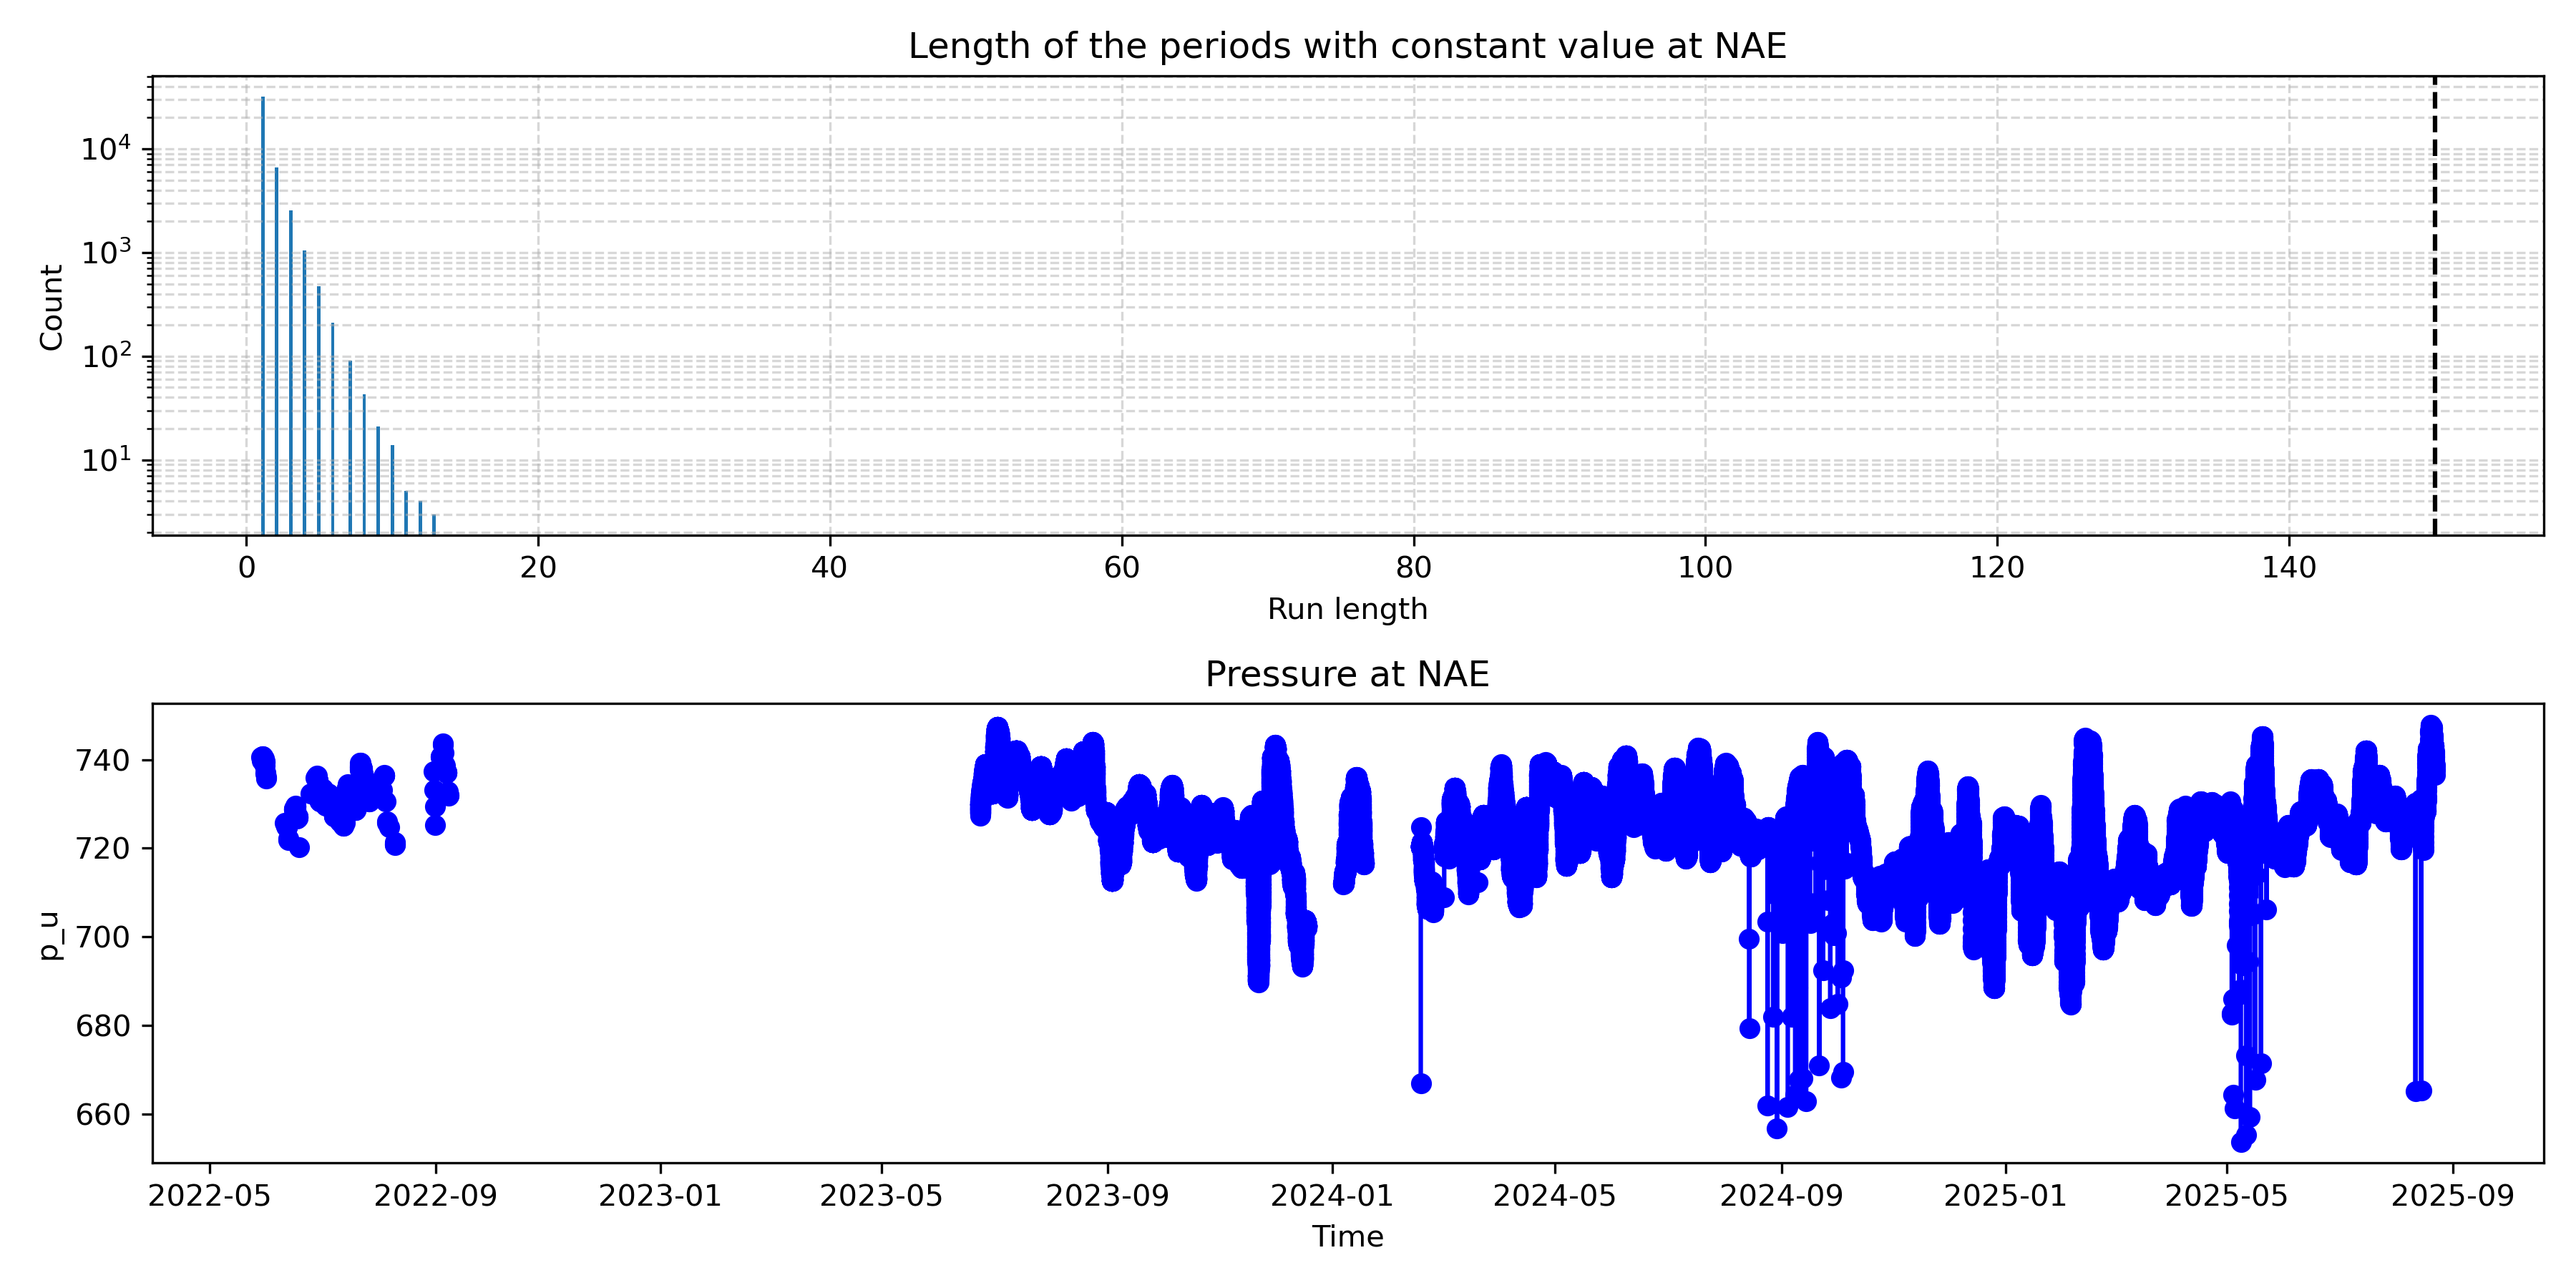 Length of the periods with constant value at NAE
Count
10^4
10^3
10^2
10^1
0 20 40 60 80 100 120 140
Run length
Pressure at NAE
p_u
740
720
700
680
660
2022-05 2022-09 2023-01 2023-05 2023-09 2024-01 2024-05 2024-09 2025-01 2025-05 2025-09
Time